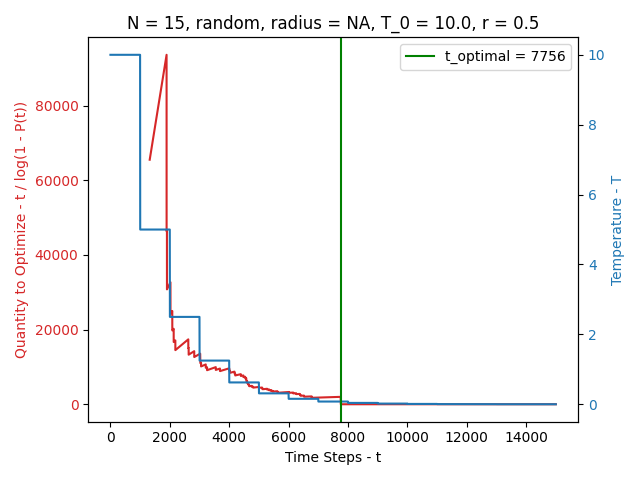 N = 15, random, radius = NA, T_0 = 10.0, r = 0.5
t_optimal = 7756
Quantity to Optimize - t / log(1 - P(t))
80000
60000
40000
20000
0
10
8
6
4
2
0
Temperature - T
0 2000 4000 6000 8000 10000 12000 14000
Time Steps - t